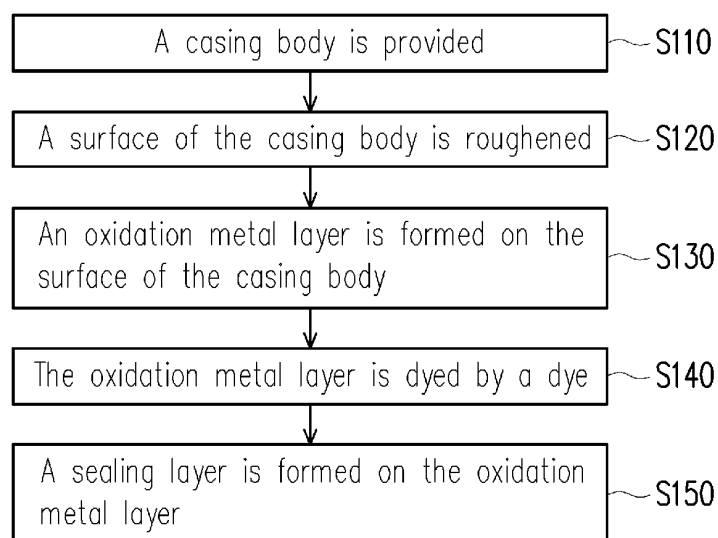 A casing body is provided
S110
A surface of the casing body is roughened
S120
An oxidation metal layer is formed on the
surface of the casing body
S130
The oxidation metal layer is dyed by a dye
S140
A sealing layer is formed on the oxidation
metal layer
S150